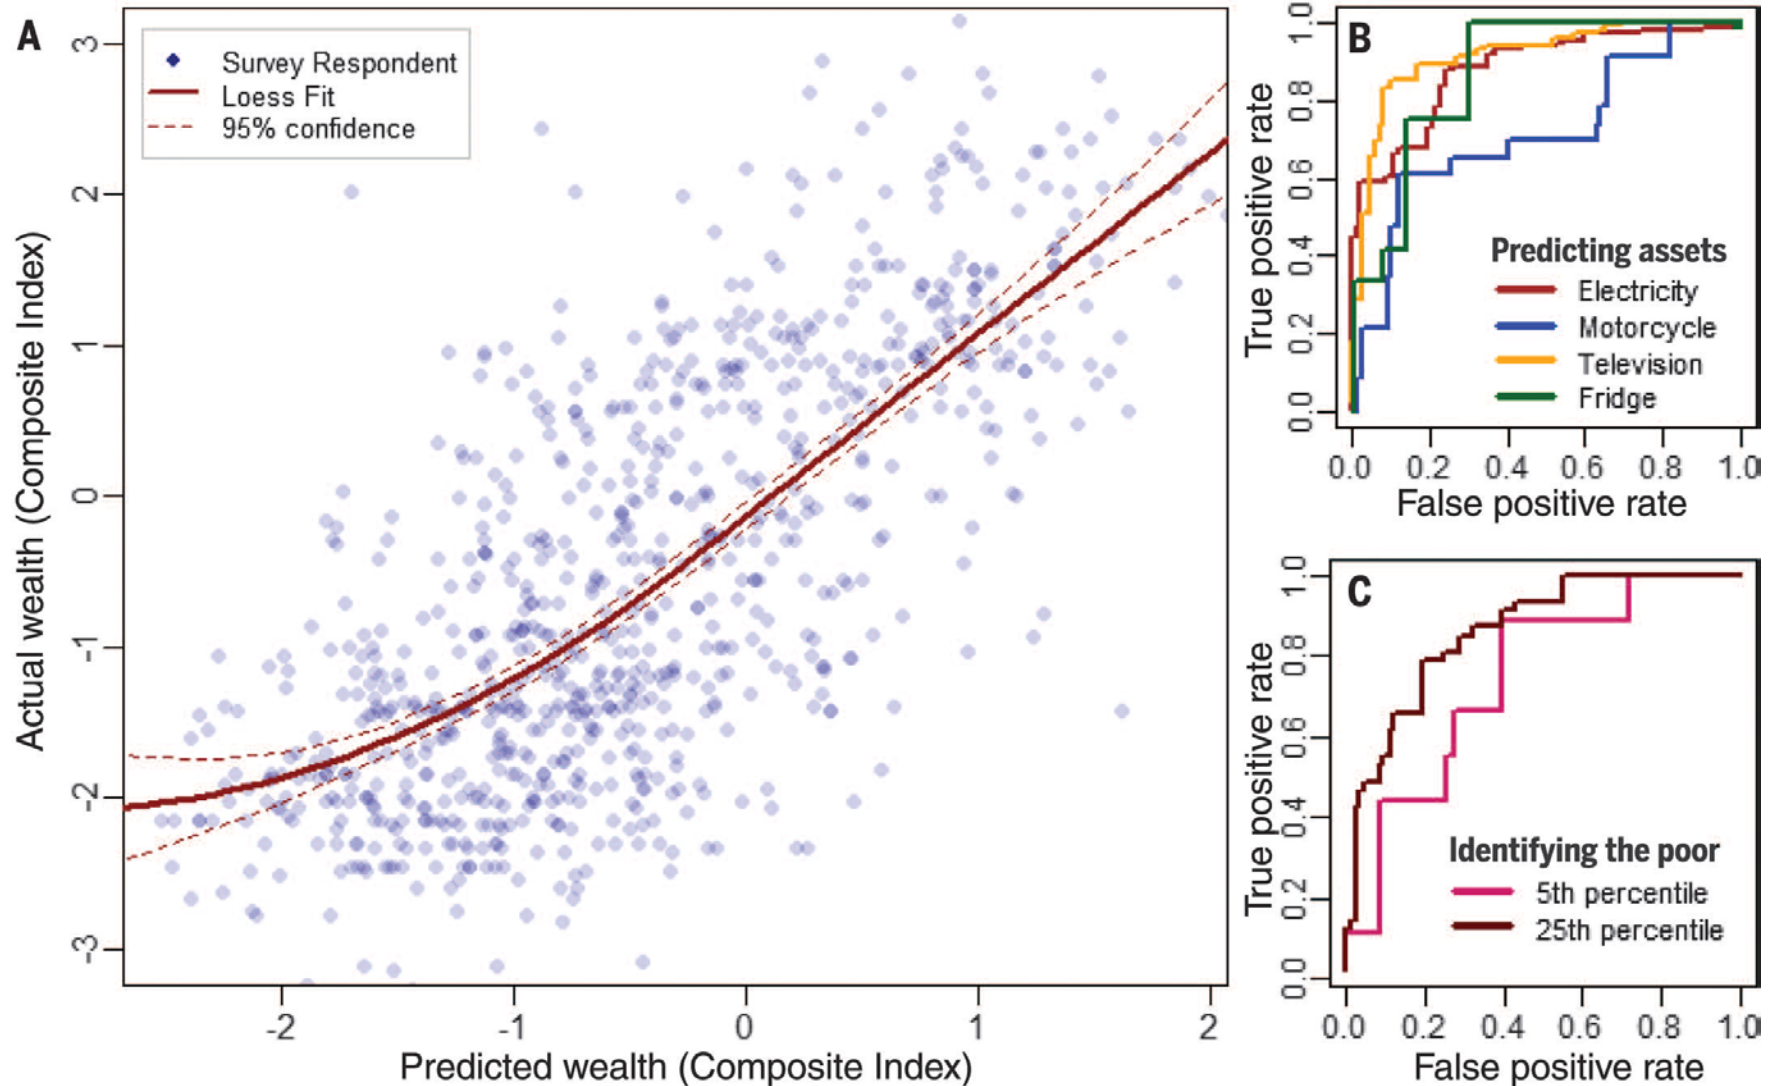 A
Survey Respondent
Loess Fit
95% confidence
Actual wealth (Composite Index)
3
2
1
0
-1
-2
-3
-2 -1 0 1 2
Predicted wealth (Composite Index)
B
True positive rate
1.0
0.8
0.6
0.4
0.2
0.0
Predicting assets
Electricity
Motorcycle
Television
Fridge
0.0 0.2 0.4 0.6 0.8 1.0
False positive rate
C
True positive rate
1.0
0.8
0.6
0.4
0.2
0.0
Identifying the poor
5th percentile
25th percentile
0.0 0.2 0.4 0.6 0.8 1.0
False positive rate